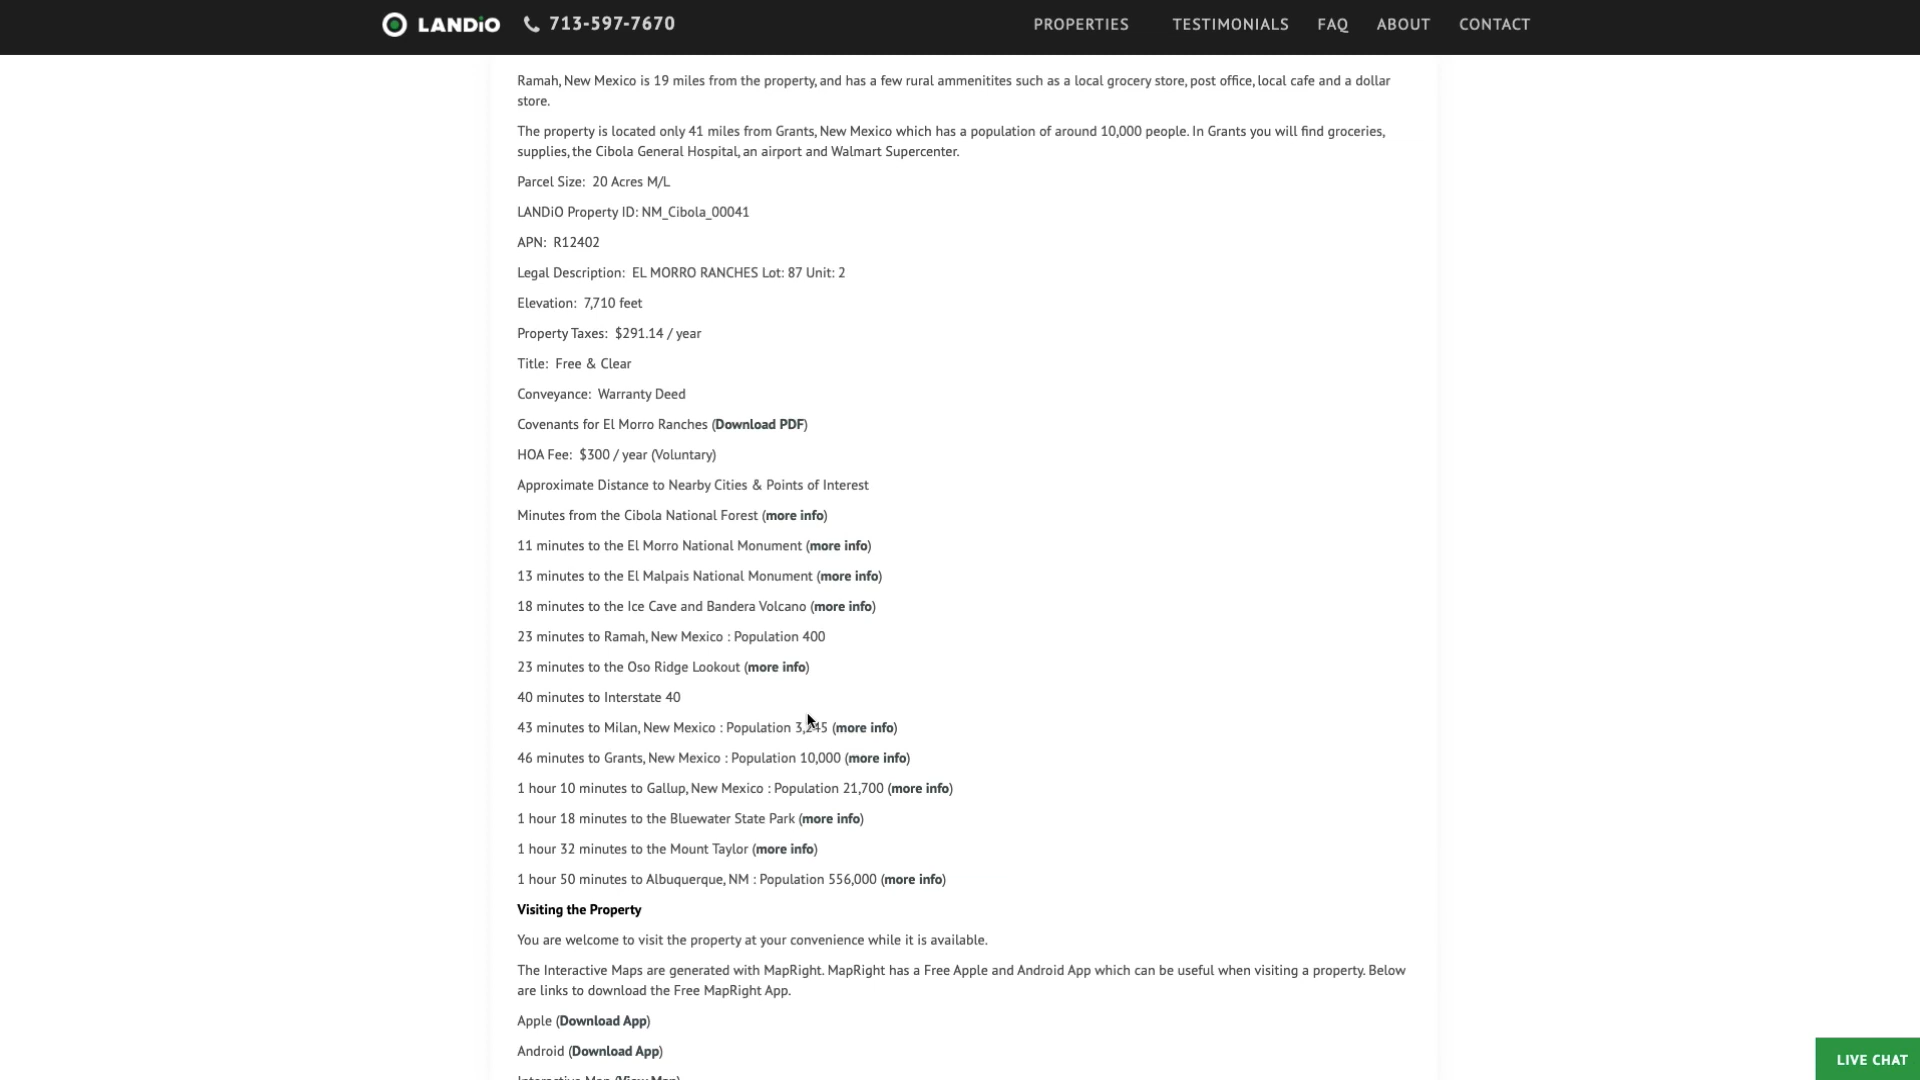 LANDiO 713-597-7670 PROPERTIES TESTIMONIALS FAQ ABOUT CONTACT
Ramah, New Mexico is 19 miles from the property, and has a few rural ammenitites such as a local grocery store, post office, local cafe and a dollar
store.
The property is located only 41 miles from Grants, New Mexico which has a population of around 10,000 people. In Grants you will find groceries,
supplies, the Cibola General Hospital, an airport and Walmart Supercenter.
Parcel Size: 20 Acres M/L
LANDiO Property ID: NM_Cibola_00041
APN: R12402
Legal Description: EL MORRO RANCHES Lot: 87 Unit: 2
Elevation: 7,710 feet
Property Taxes: $291.14 / year
Title: Free & Clear
Conveyance: Warranty Deed
Covenants for El Morro Ranches (Download PDF)
HOA Fee: $300 / year (Voluntary)
Approximate Distance to Nearby Cities & Points of Interest
Minutes from the Cibola National Forest (more info)
11 minutes to the El Morro National Monument (more info)
13 minutes to the El Malpais National Monument (more info)
18 minutes to the Ice Cave and Bandera Volcano (more info)
23 minutes to Ramah, New Mexico : Population 400
23 minutes to the Oso Ridge Lookout (more info)
40 minutes to Interstate 40
43 minutes to Milan, New Mexico : Population (more info)
46 minutes to Grants, New Mexico : Population 10,000 (more info)
1 hour 10 minutes to Gallup, New Mexico : Population 21,700 (more info)
1 hour 18 minutes to the Bluewater State Park (more info)
1 hour 32 minutes to the Mount Taylor (more info)
1 hour 50 minutes to Albuquerque, NM : Population 556,000 (more info)
Visiting the Property
You are welcome to visit the property at your convenience while it is available.
The Interactive Maps are generated with MapRight. MapRight has a Free Apple and Android App which can be useful when visiting a property. Below
are links to download the Free MapRight App.
Apple (Download App)
Android (Download App)
Interactive Map (View Map)
LIVE CHAT